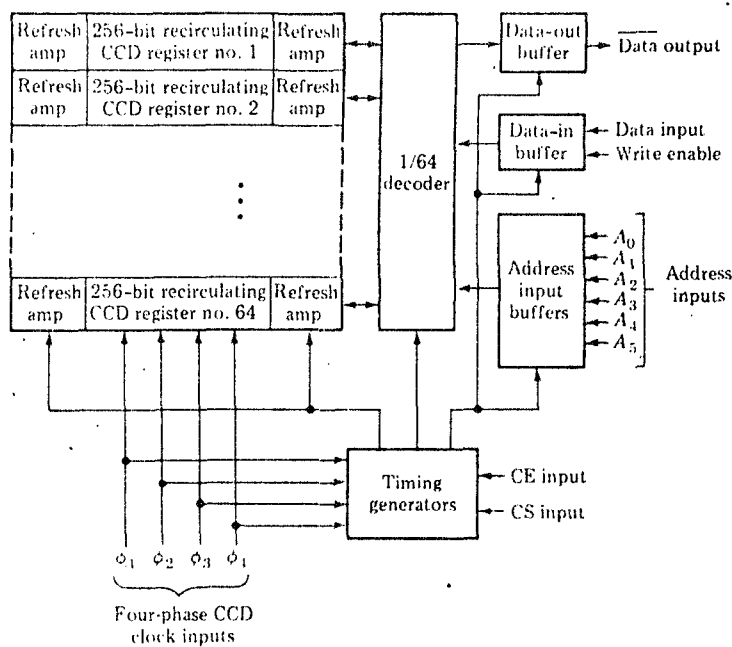 Refresh amp
256-bit recirculating CCD register no. 1
Refresh amp
Refresh amp
256-bit recirculating CCD register no. 2
Refresh amp
Refresh amp
256-bit recirculating CCD register no. 64
Refresh amp
1/64 decoder
Data-out buffer
D̅a̅t̅a̅ output
Data-in buffer
Data input
Write enable
Address input buffers
A₀
A₁
A₂
A₃
A₄
A₅
Address inputs
Timing generators
CE input
CS input
ϕ₁ ϕ₂ ϕ₃ ϕ₄
Four-phase CCD
clock inputs